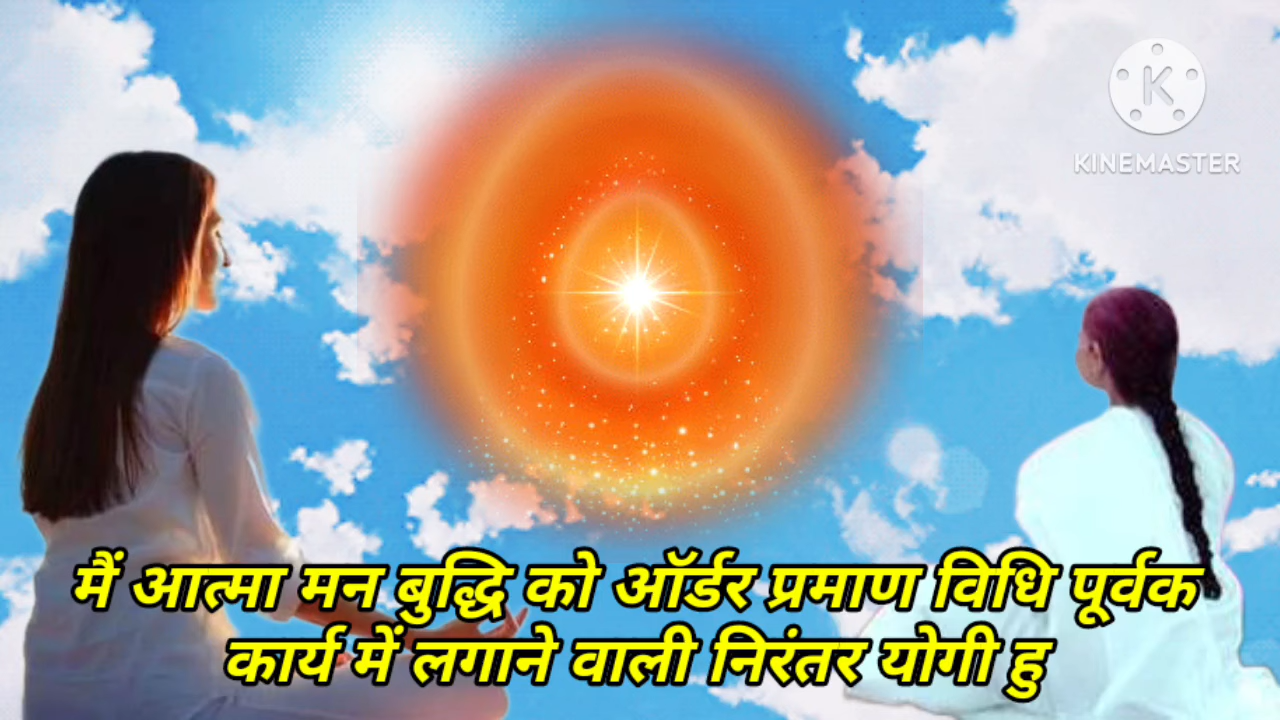 K
KINEMASTER
मैं आत्मा मन बुद्धि को ऑर्डर प्रमाण विधि पूर्वक
कार्य में लगाने वाली निरंतर योगी हु